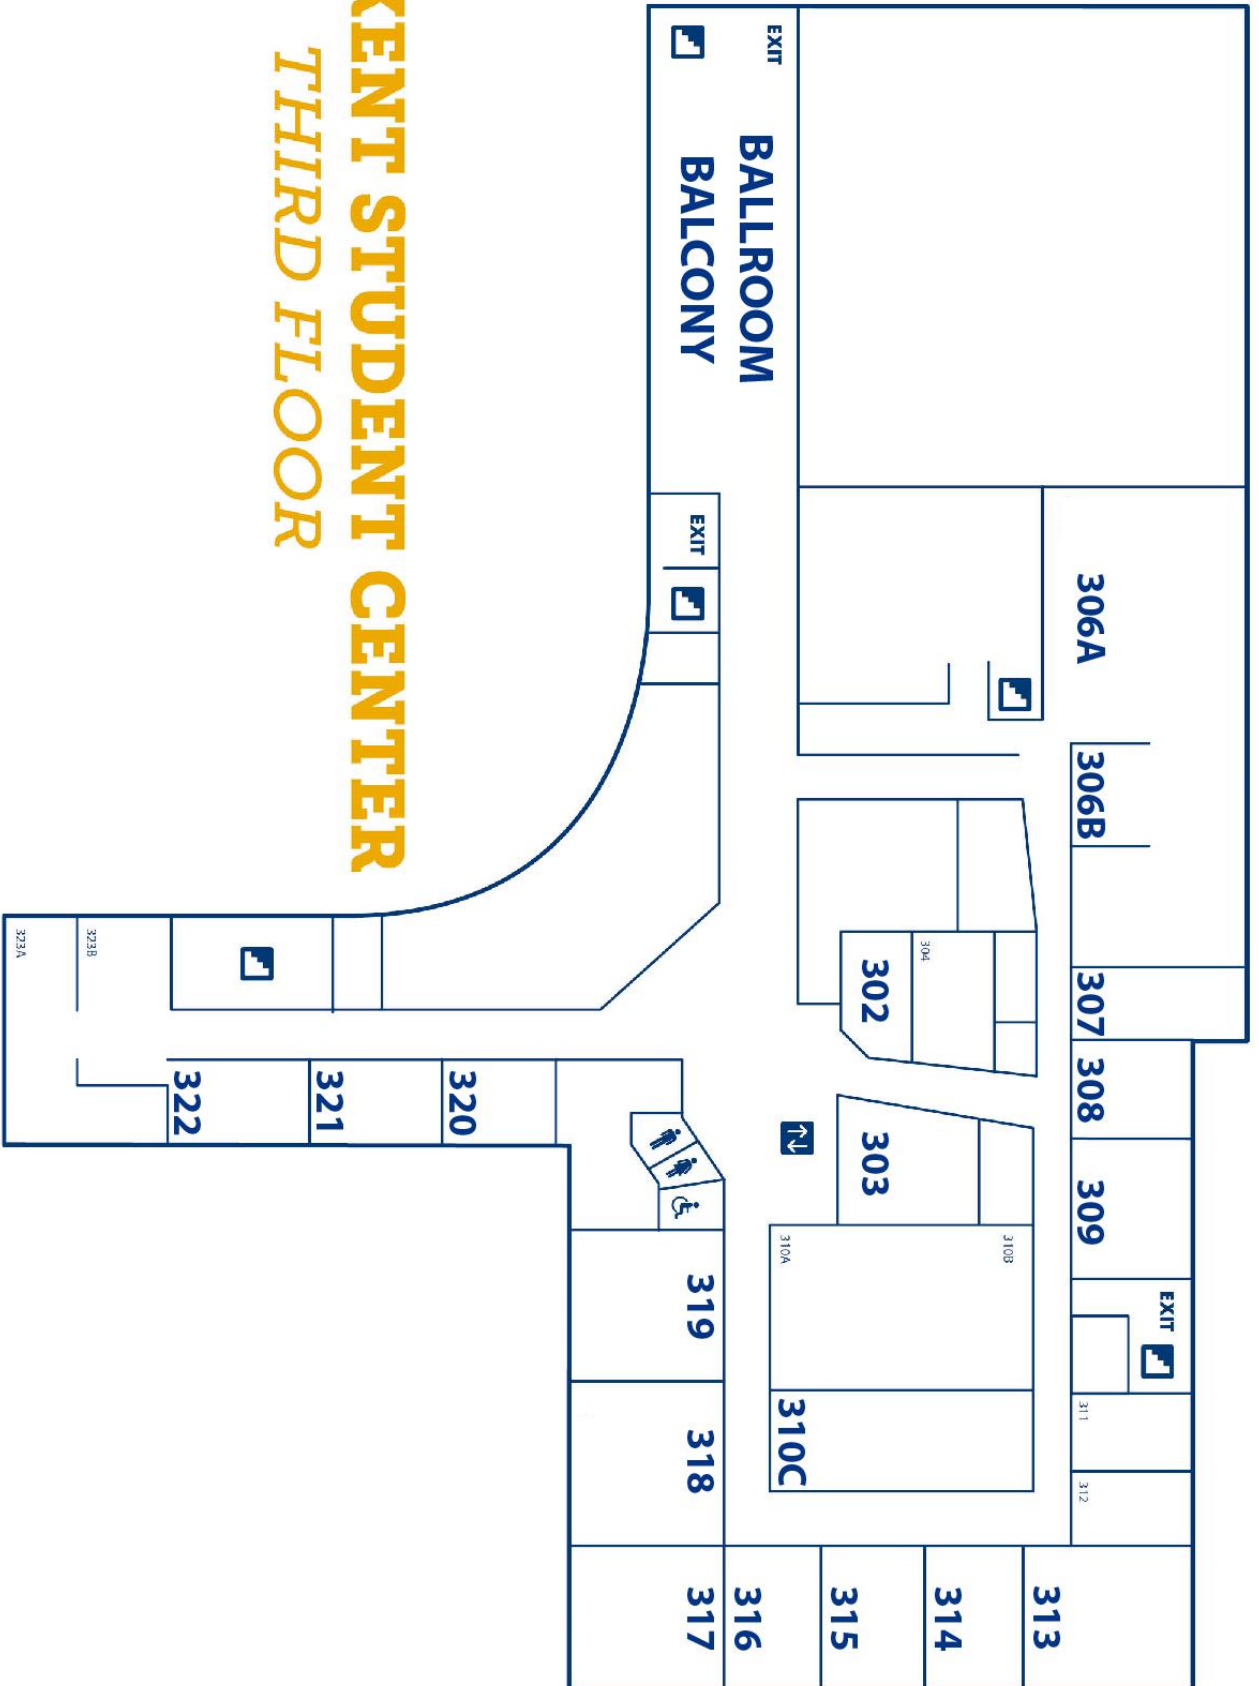 EXIT
306A
306B
307
308
309
311
312
313
310B
314
304
302
303
315
310A
310C
EXIT
BALLROOM
BALCONY
316
EXIT
319
318
317
320
321
322
323B
323A
KENT STUDENT CENTER
THIRD FLOOR